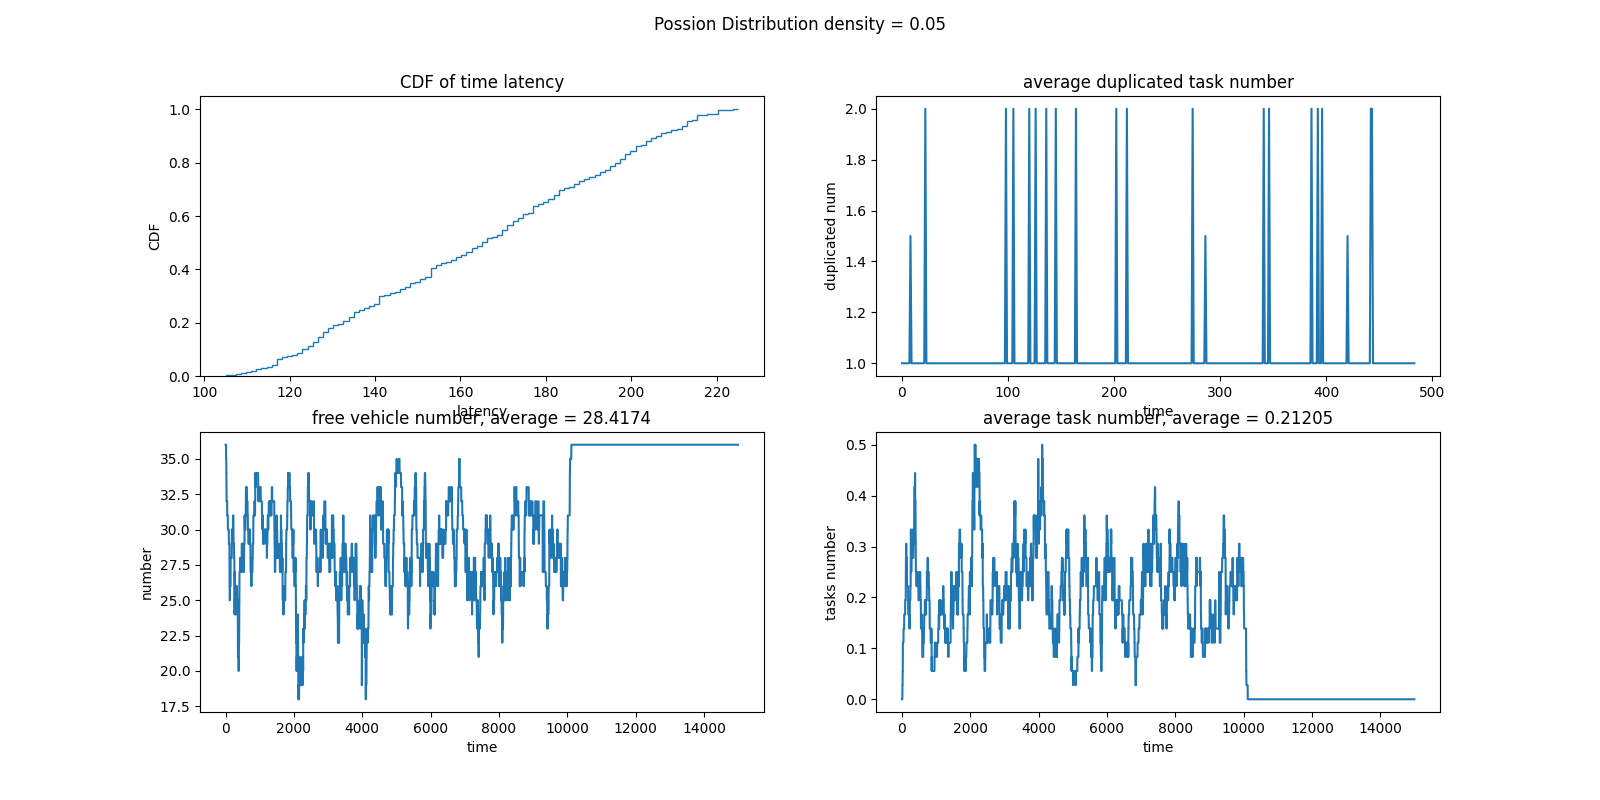 Possion Distribution density = 0.05
CDF of time latency
CDF
1.0
0.8
0.6
0.4
0.2
0.0
100 120 140 160 180 200 220
latency
average duplicated task number
duplicated num
2.0
1.8
1.6
1.4
1.2
1.0
0 100 200 300 400 500
time
free vehicle number, average = 28.4174
number
35.0
32.5
30.0
27.5
25.0
22.5
20.0
17.5
0 2000 4000 6000 8000 10000 12000 14000
time
average task number, average = 0.21205
tasks number
0.5
0.4
0.3
0.2
0.1
0.0
0 2000 4000 6000 8000 10000 12000 14000
time